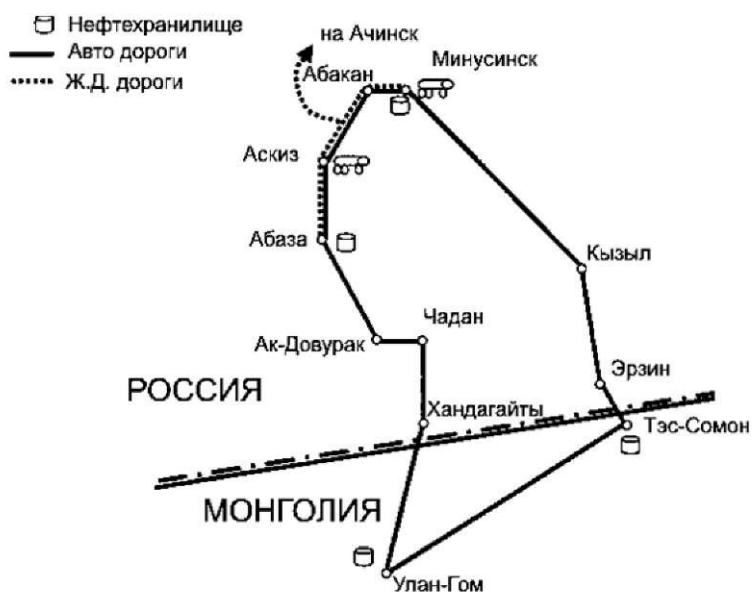 Нефтехранилище
Авто дороги
Ж.Д. дороги
на Ачинск
Абакан
Минусинск
Аскиз
Абаза
Кызыл
Чадан
Ак-Довурак
Эрзин
РОССИЯ
Хандагайты
Тэс-Сомон
МОНГОЛИЯ
Улан-Гом